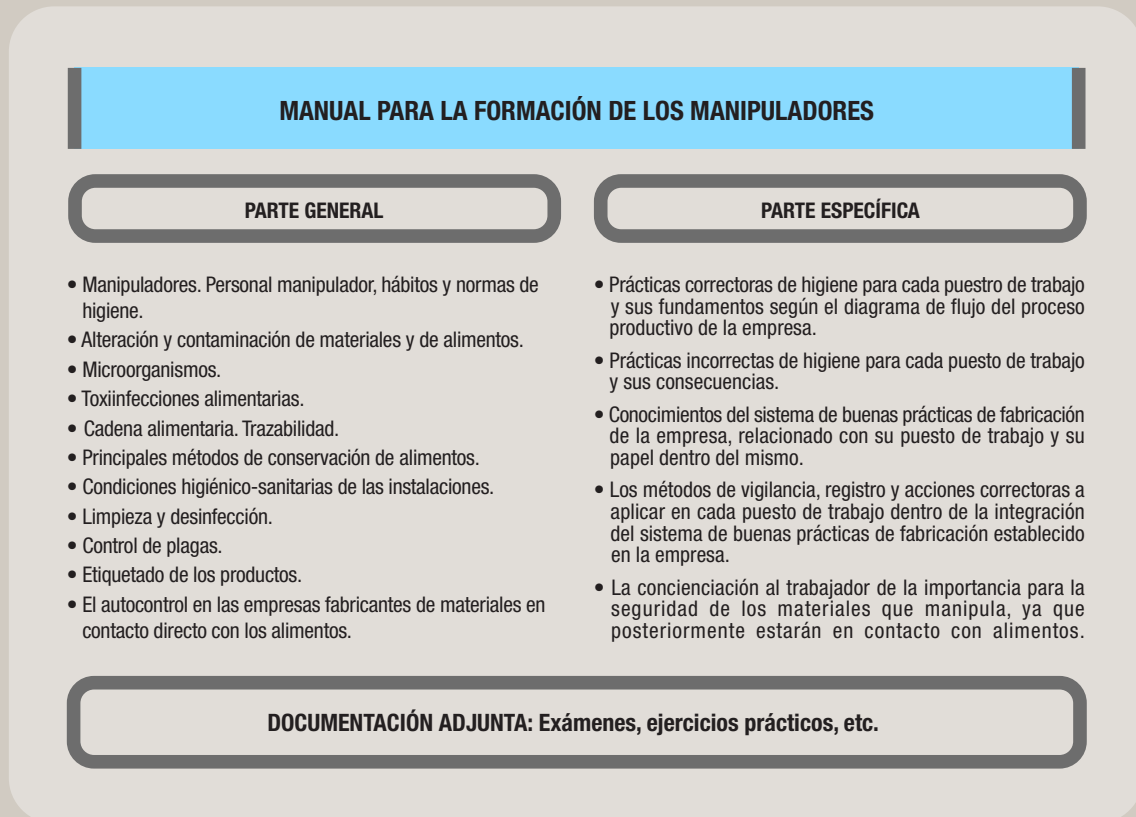 MANUAL PARA LA FORMACIÓN DE LOS MANIPULADORES
PARTE GENERAL
• Manipuladores. Personal manipulador, hábitos y normas de
higiene.
• Alteración y contaminación de materiales y de alimentos.
• Microorganismos.
• Toxiinfecciones alimentarias.
• Cadena alimentaria. Trazabilidad.
• Principales métodos de conservación de alimentos.
• Condiciones higiénico-sanitarias de las instalaciones.
• Limpieza y desinfección.
• Control de plagas.
• Etiquetado de los productos.
• El autocontrol en las empresas fabricantes de materiales en
contacto directo con los alimentos.
PARTE ESPECÍFICA
• Prácticas correctoras de higiene para cada puestro de trabajo
y sus fundamentos según el diagrama de flujo del proceso
productivo de la empresa.
• Prácticas incorrectas de higiene para cada puesto de trabajo
y sus consecuencias.
• Conocimientos del sistema de buenas prácticas de fabricación
de la empresa, relacionado con su puesto de trabajo y su
papel dentro del mismo.
• Los métodos de vigilancia, registro y acciones correctoras a
aplicar en cada puesto de trabajo dentro de la integración
del sistema de buenas prácticas de fabricación establecido
en la empresa.
• La concienciación al trabajador de la importancia para la
seguridad de los materiales que manipula, ya que
posteriormente estarán en contacto con alimentos.
DOCUMENTACIÓN ADJUNTA: Exámenes, ejercicios prácticos, etc.